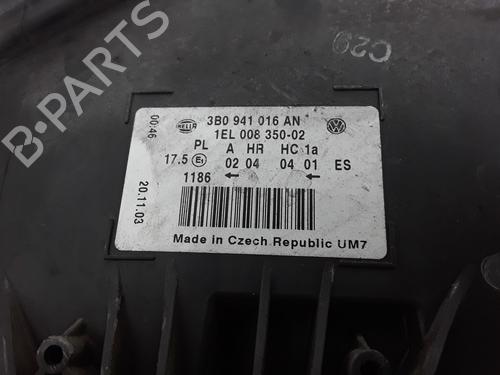 C29
HELLA
3B0 941 016 AN
1EL 008 350-02
PL A HR HC 1a
17.5 E1 02 04 04 01 ES
1186 ← ←
Made in Czech Republic UM7
00:46
20.11.03
B-PARTS